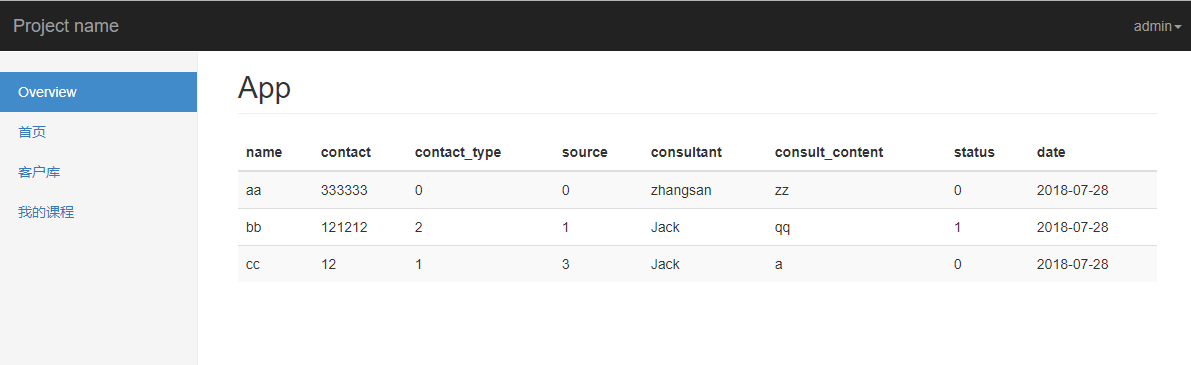 Project name admin
Overview
首页
客户库
我的课程
App
name contact contact_type source consultant consult_content status date
aa 333333 0 0 zhangsan zz 0 2018-07-28
bb 121212 2 1 Jack qq 1 2018-07-28
cc 12 1 3 Jack a 0 2018-07-28